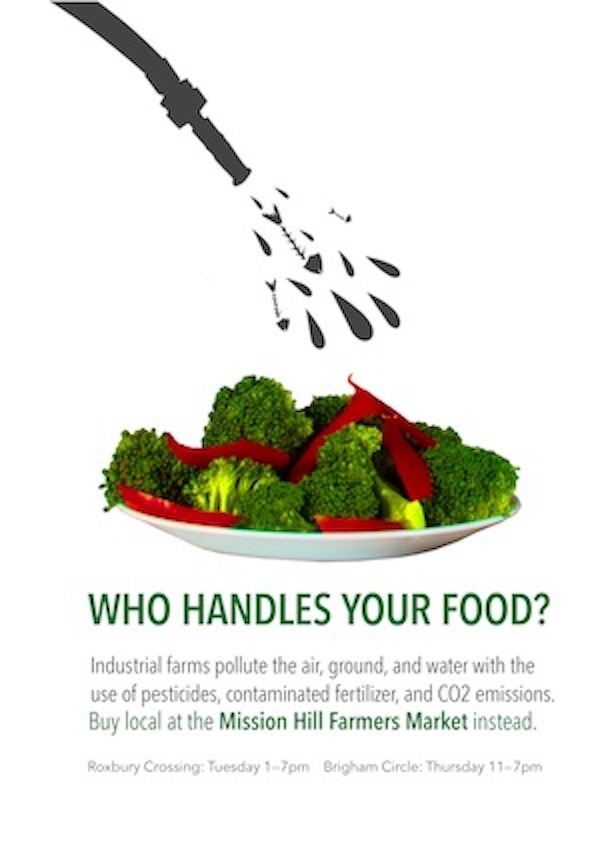 WHO HANDLES YOUR FOOD?
Industrial farms pollute the air, ground, and water with the
use of pesticides, contaminated fertilizer, and CO2 emissions.
Buy local at the Mission Hill Farmers Market instead.
Roxbury Crossing: Tuesday 1–7pm Brigham Circle: Thursday 11–7pm